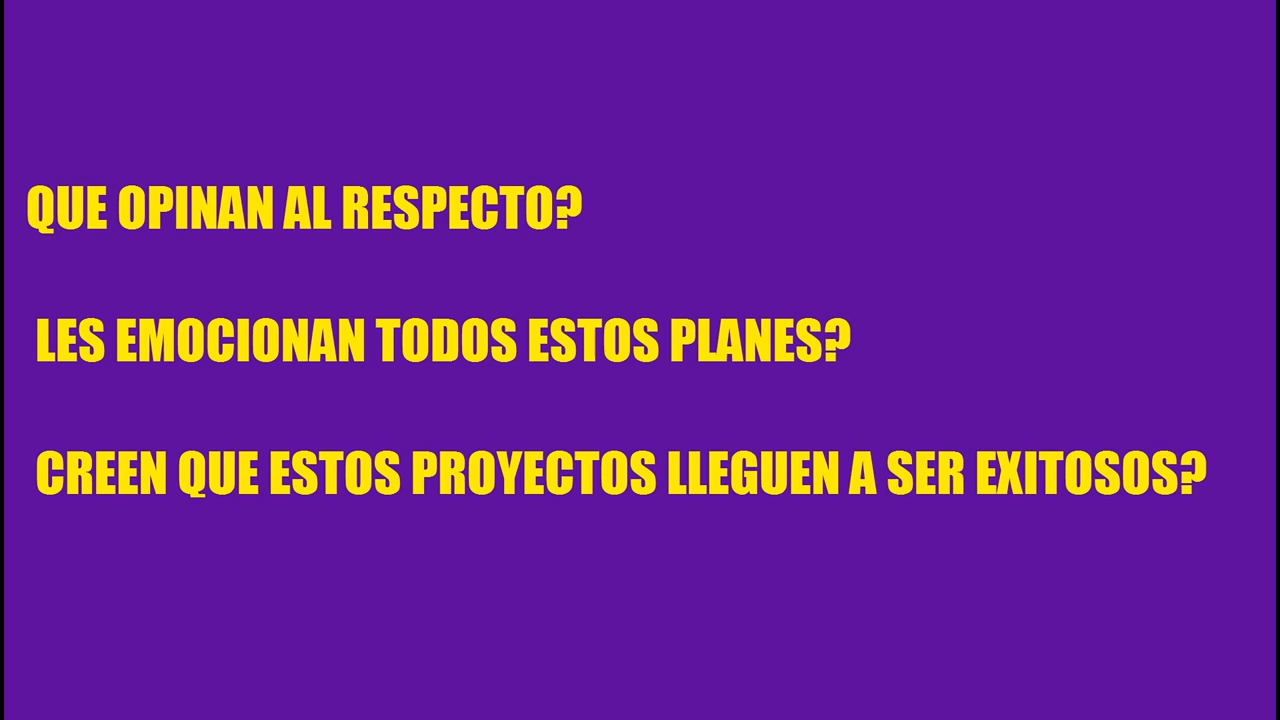 QUE OPINAN AL RESPECTO?
LES EMOCIONAN TODOS ESTOS PLANES?
CREEN QUE ESTOS PROYECTOS LLEGUEN A SER EXITOSOS?